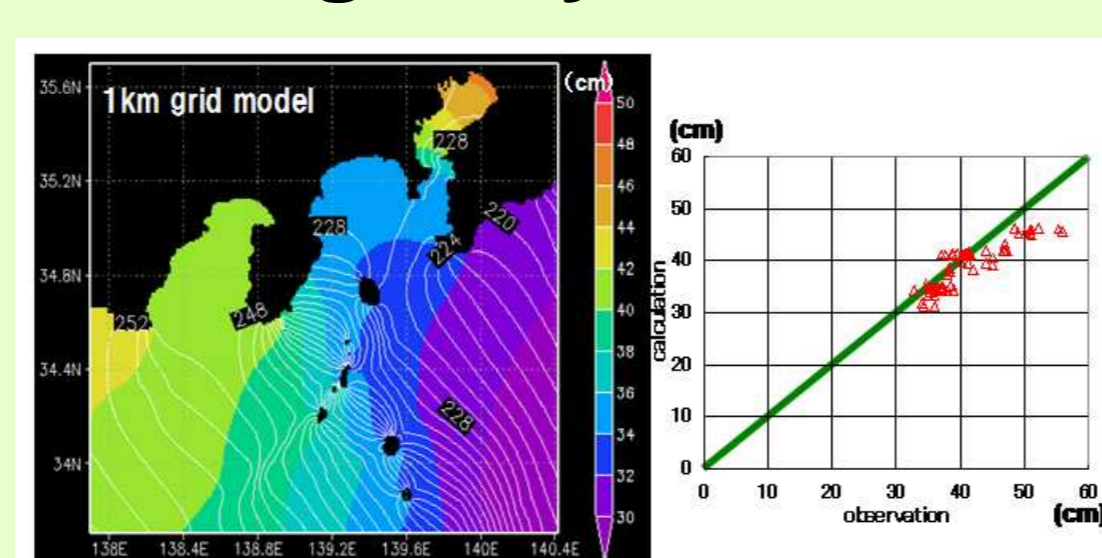 1km grid model
(cm)
50
48
46
44
42
40
38
36
34
32
30
35.6N
35.2N
34.8N
34.4N
34N
138E 138.4E 138.8E 139.2E 139.6E 140E 140.4E
228
228
220
224
252
248
228
(cm)
60
50
40
30
20
10
0
calculation
0 10 20 30 40 50 60
observation
(cm)